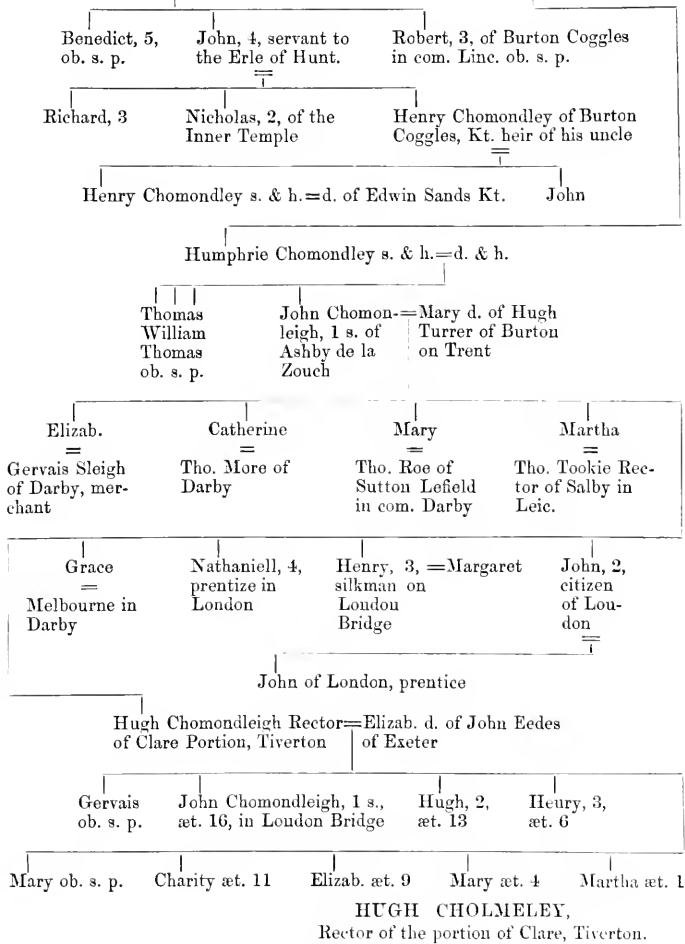 Benedict, 5, John, 4, servant to Robert, 3, of Burton Coggles
ob. s. p. the Erle of Hunt. in com. Linc. ob. s. p.
Richard, 3 Nicholas, 2, of the Henry Chomondley of Burton
Inner Temple Coggles, Kt. heir of his uncle
Henry Chomondley s. & h.=d. of Edwin Sands Kt. John
Humphrie Chomondley s. & h.=d. & h.
Thomas John Chomon-=Mary d. of Hugh
William leigh, 1 s. of Turrer of Burton
Thomas Ashby de la on Trent
ob. s. p. Zouch
Elizab. Catherine Mary Martha
= = = =
Gervais Sleigh Tho. More of Tho. Roe of Tho. Tookie Rec-
of Darby, mer- Darby Sutton Lefield tor of Salby in
chant in com. Darby Leic.
Grace Nathaniell, 4, Henry, 3, =Margaret John, 2,
= prentize in silkman on citizen
Melbourne in London London of Lon-
Darby Bridge don
=
John of London, prentice
Hugh Chomondleigh Rector=Elizab. d. of John Eedes
of Clare Portion, Tiverton of Exeter
Gervais John Chomondleigh, 1 s., Hugh, 2, Henry, 3,
ob. s. p. æt. 16, in London Bridge æt. 13 æt. 6
Mary ob. s. p. Charity æt. 11 Elizab. æt. 9 Mary æt. 4 Martha æt. 1
HUGH CHOLMELEY,
Rector of the portion of Clare, Tiverton.